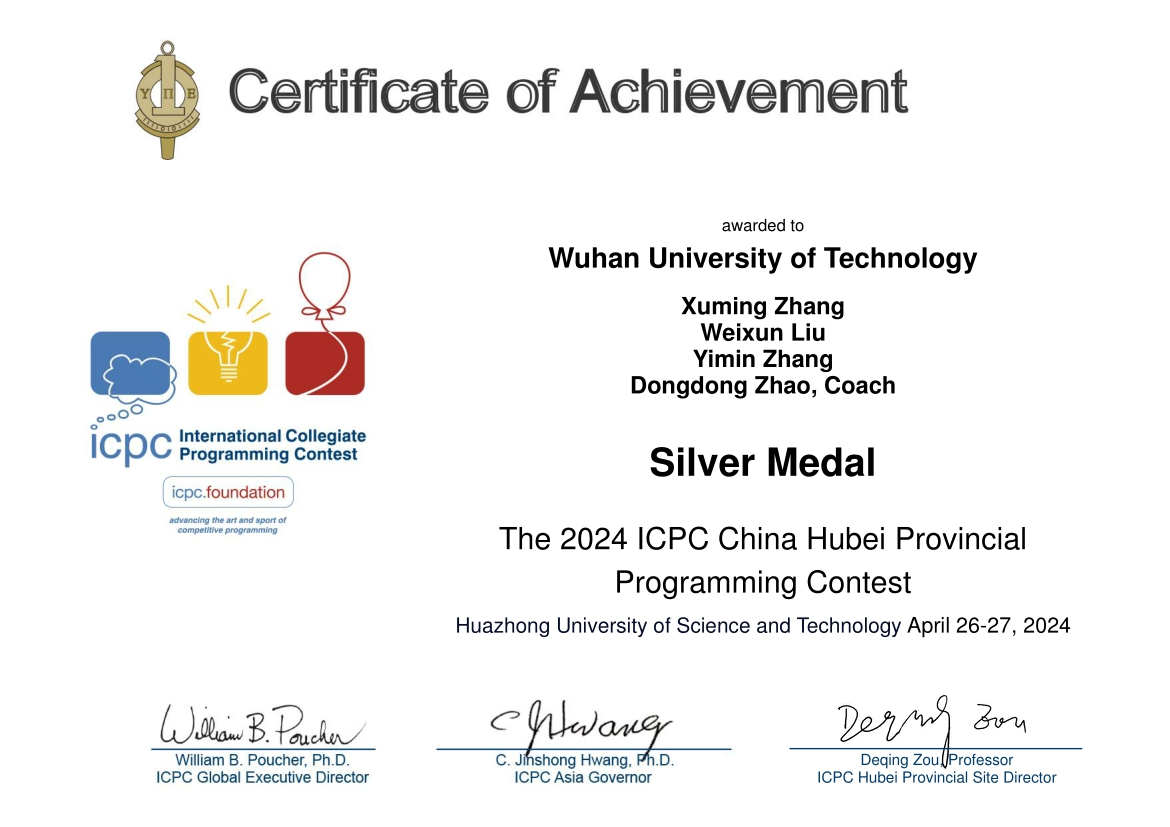 Certificate of Achievement
Υ Π Ε
awarded to
Wuhan University of Technology
Xuming Zhang
Weixun Liu
Yimin Zhang
Dongdong Zhao, Coach
icpc International Collegiate
Programming Contest
icpc.foundation
advancing the art and sport of
competitive programming
Silver Medal
The 2024 ICPC China Hubei Provincial
Programming Contest
Huazhong University of Science and Technology April 26-27, 2024
William B. Poucher
William B. Poucher, Ph.D.
ICPC Global Executive Director
C J Hwang
C. Jinshong Hwang, Ph.D.
ICPC Asia Governor
Deqing Zou
Deqing Zou, Professor
ICPC Hubei Provincial Site Director